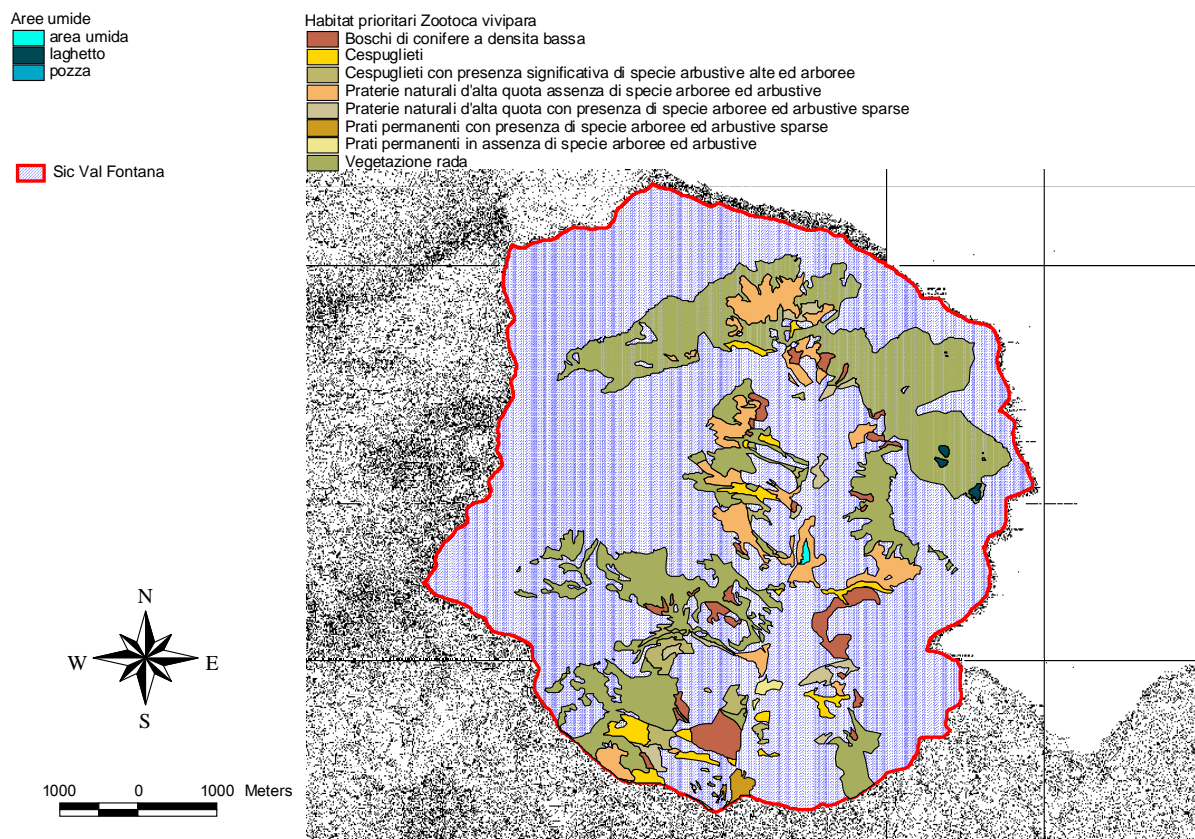 Aree umide
area umida
laghetto
pozza
Sic Val Fontana
Habitat prioritari Zootoca vivipara
Boschi di conifere a densita bassa
Cespuglieti
Cespuglieti con presenza significativa di specie arbustive alte ed arboree
Praterie naturali d'alta quota assenza di specie arboree ed arbustive
Praterie naturali d'alta quota con presenza di specie arboree ed arbustive sparse
Prati permanenti con presenza di specie arboree ed arbustive sparse
Prati permanenti in assenza di specie arboree ed arbustive
Vegetazione rada
N
W E
S
1000 0 1000 Meters